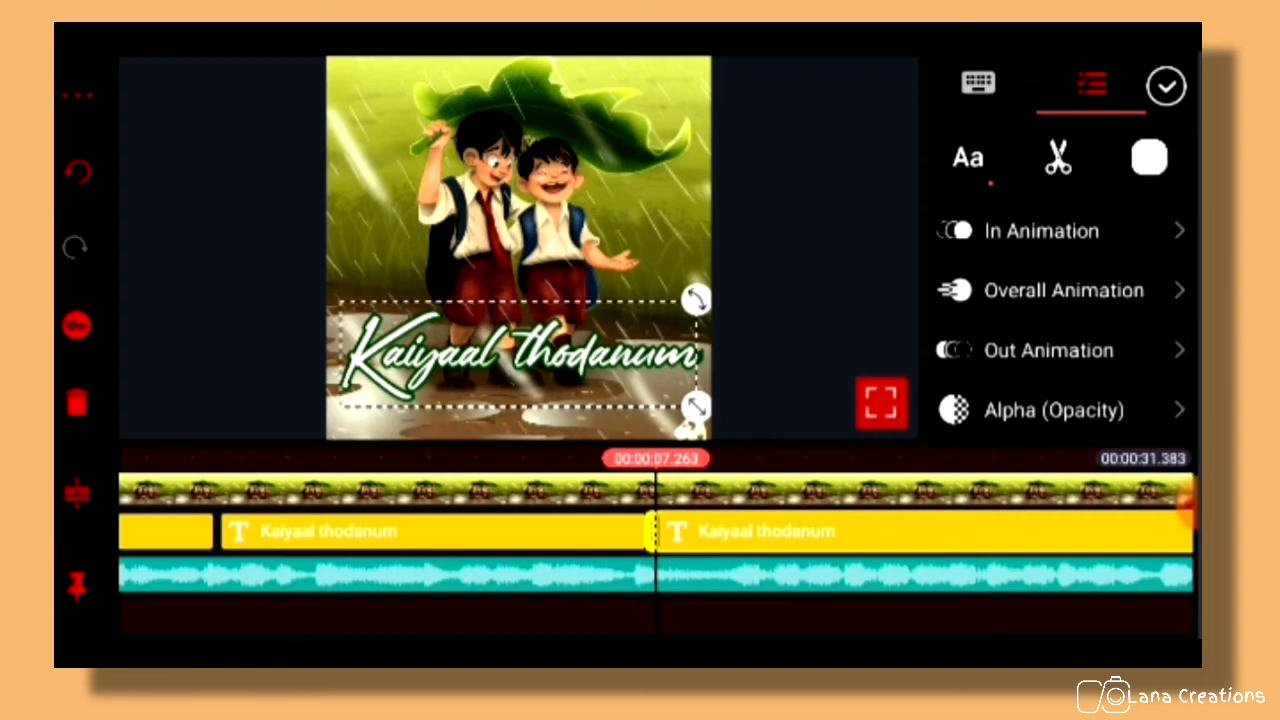 Aa
In Animation
Overall Animation
Out Animation
Alpha (Opacity)
Kaiyaal thodanum
00:00:07.263
00:00:31.383
Kaiyaal thodanum
Kaiyaal thodanum
Lana Creations